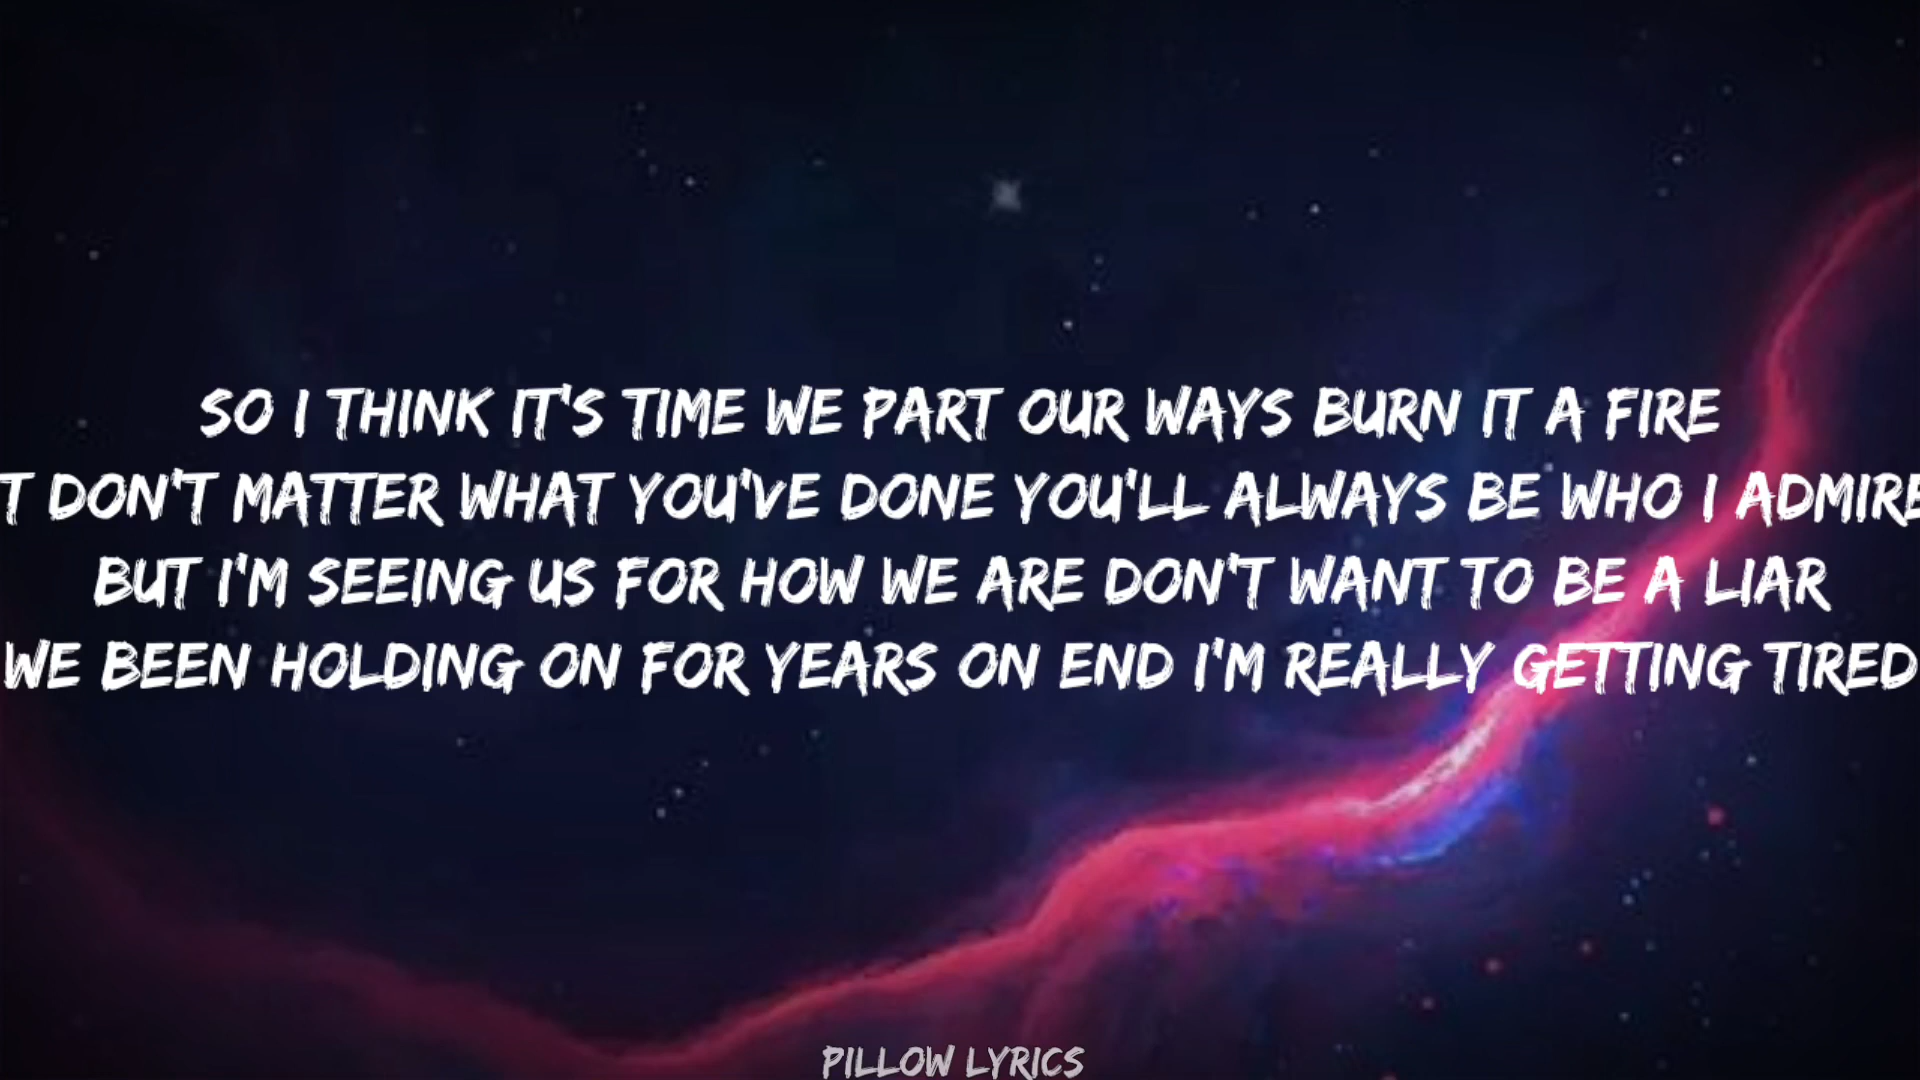 SO I THINK IT'S TIME WE PART OUR WAYS BURN IT A FIRE
T DON'T MATTER WHAT YOU'VE DONE YOU'LL ALWAYS BE WHO I ADMIRE
BUT I'M SEEING US FOR HOW WE ARE DON'T WANT TO BE A LIAR
WE BEEN HOLDING ON FOR YEARS ON END I'M REALLY GETTING TIRED
PILLOW LYRICS